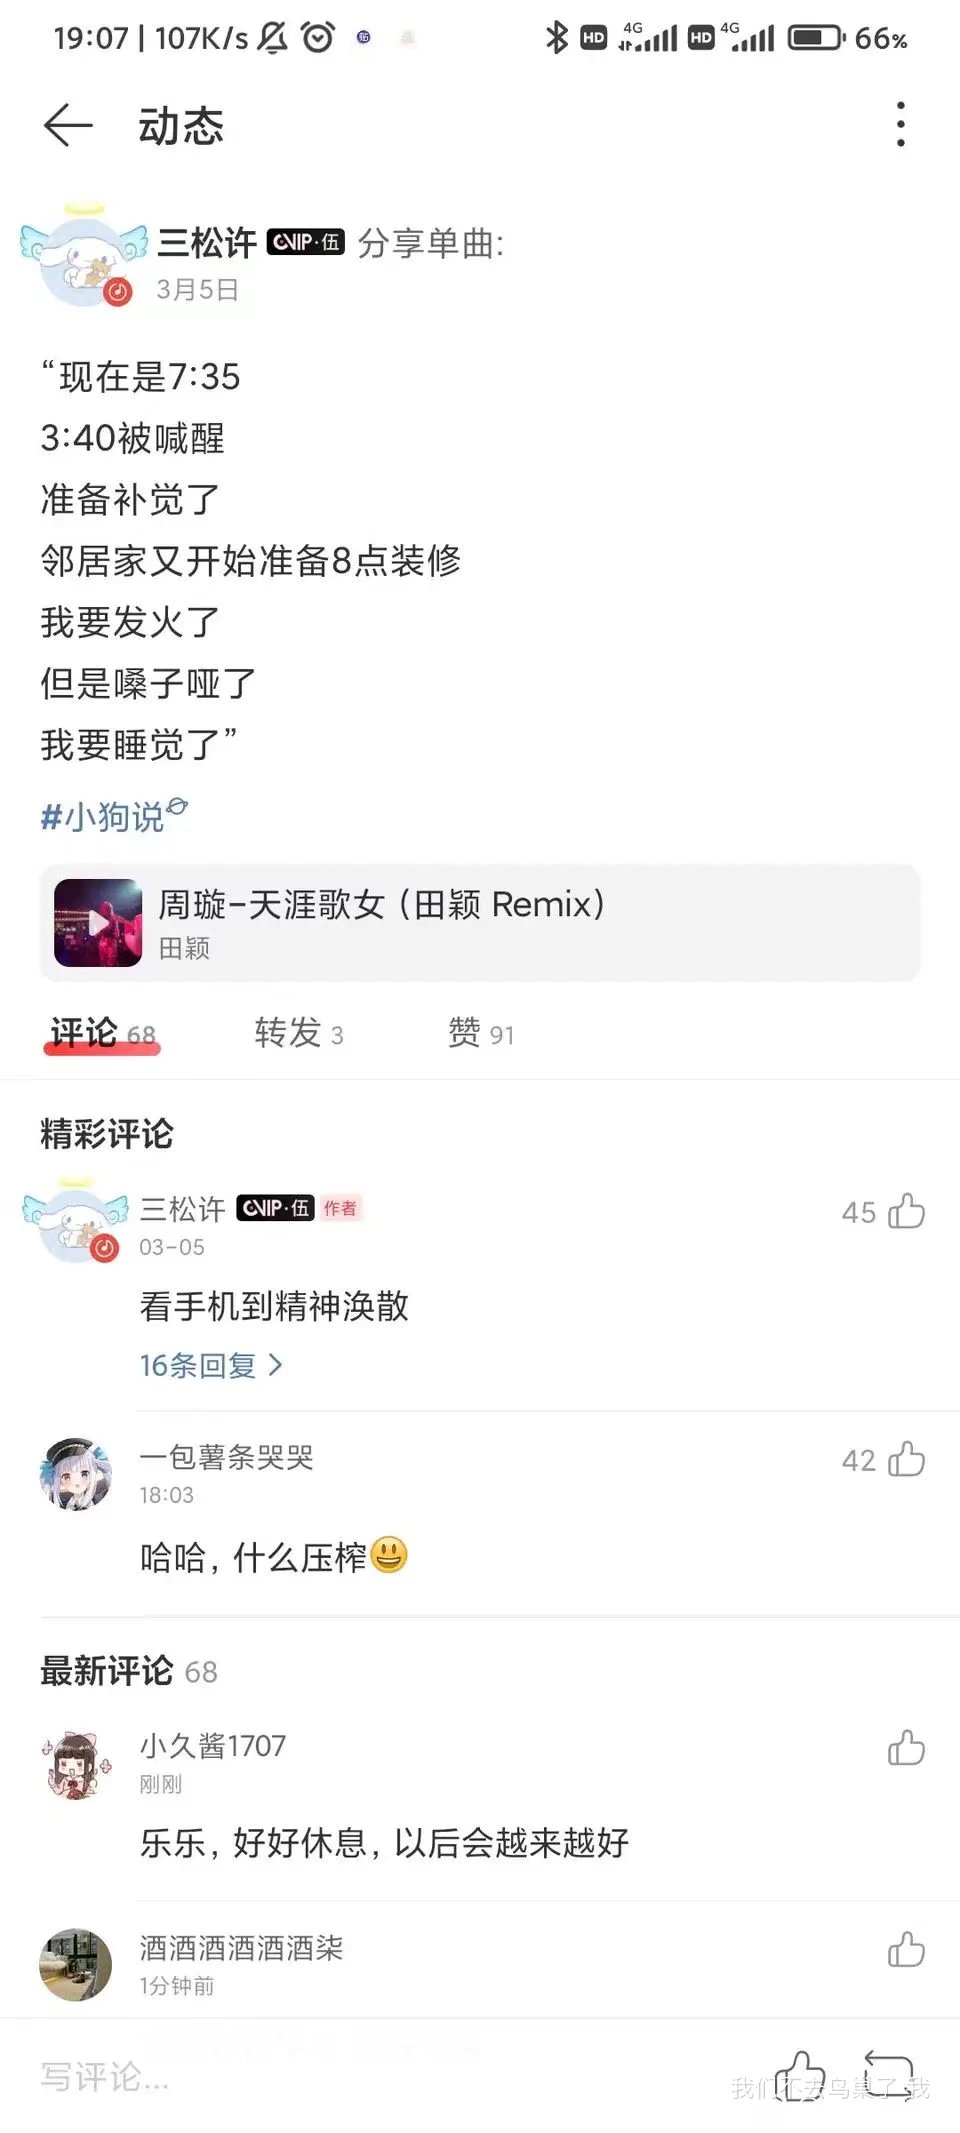 19:07 | 107K/s HD 4G HD 4G 66%
动态
三松许 CVIP·伍 分享单曲:
3月5日
“现在是7:35
3:40被喊醒
准备补觉了
邻居家又开始准备8点装修
我要发火了
但是嗓子哑了
我要睡觉了”
#小狗说
周璇-天涯歌女（田颖 Remix）
田颖
评论 68 转发 3 赞 91
精彩评论
三松许 CVIP·伍 作者 45
03-05
看手机到精神涣散
16条回复 >
一包薯条哭哭 42
18:03
哈哈，什么压榨😃
最新评论 68
小久酱1707
刚刚
乐乐，好好休息，以后会越来越好
酒酒酒酒酒酒柒
1分钟前
写评论...
我们不去鸟巢了 我